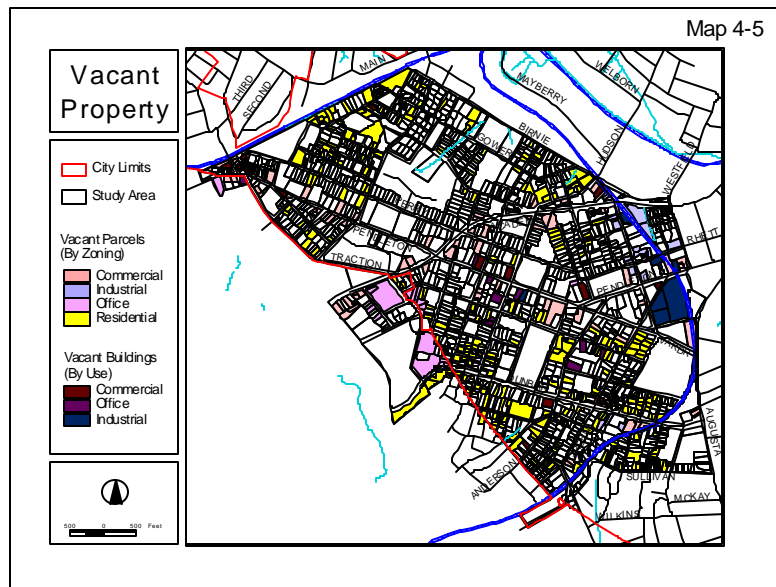 Map 4-5
Vacant
Property
City Limits
Study Area
Vacant Parcels
(By Zoning)
Commercial
Industrial
Office
Residential
Vacant Buildings
(By Use)
Commercial
Office
Industrial
500 0 500 Feet
MAIN
THIRD
SECOND
WELBORN
MAYBERRY
BIRNIE
GOWER
HUDSON
WESTFIELD
RHETT
PENDLETON
TRACTION
AUGUSTA
ANDERSON
SULLIVAN
MCKAY
WILKINS